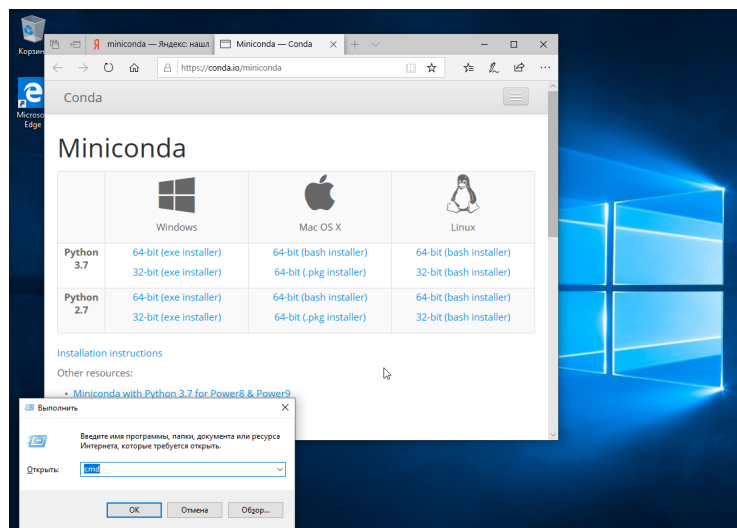 Корзин
Microso
Edge
miniconda — Яндекс: нашл
Miniconda — Conda
https://conda.io/miniconda
Conda
Miniconda
Windows Mac OS X Linux
Python 3.7 64-bit (exe installer) 64-bit (bash installer) 64-bit (bash installer)
32-bit (exe installer) 64-bit (.pkg installer) 32-bit (bash installer)
Python 2.7 64-bit (exe installer) 64-bit (bash installer) 64-bit (bash installer)
32-bit (exe installer) 64-bit (.pkg installer) 32-bit (bash installer)
Installation instructions
Other resources:
• Miniconda with Python 3.7 for Power8 & Power9
Выполнить
Введите имя программы, папки, документа или ресурса
Интернета, которые требуется открыть.
Открыть: cmd
OK Отмена Обзор...